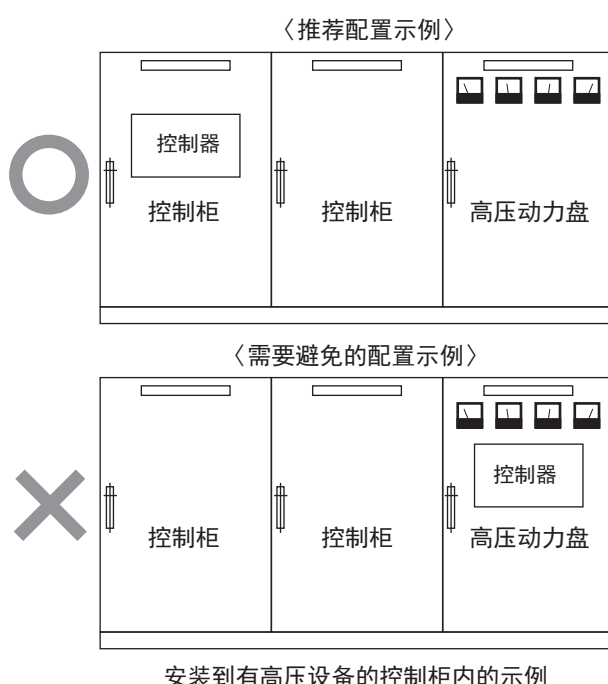 〈推荐配置示例〉
控制器
控制柜 控制柜 高压动力盘
〈需要避免的配置示例〉
控制器
控制柜 控制柜 高压动力盘
安装到有高压设备的控制柜内的示例